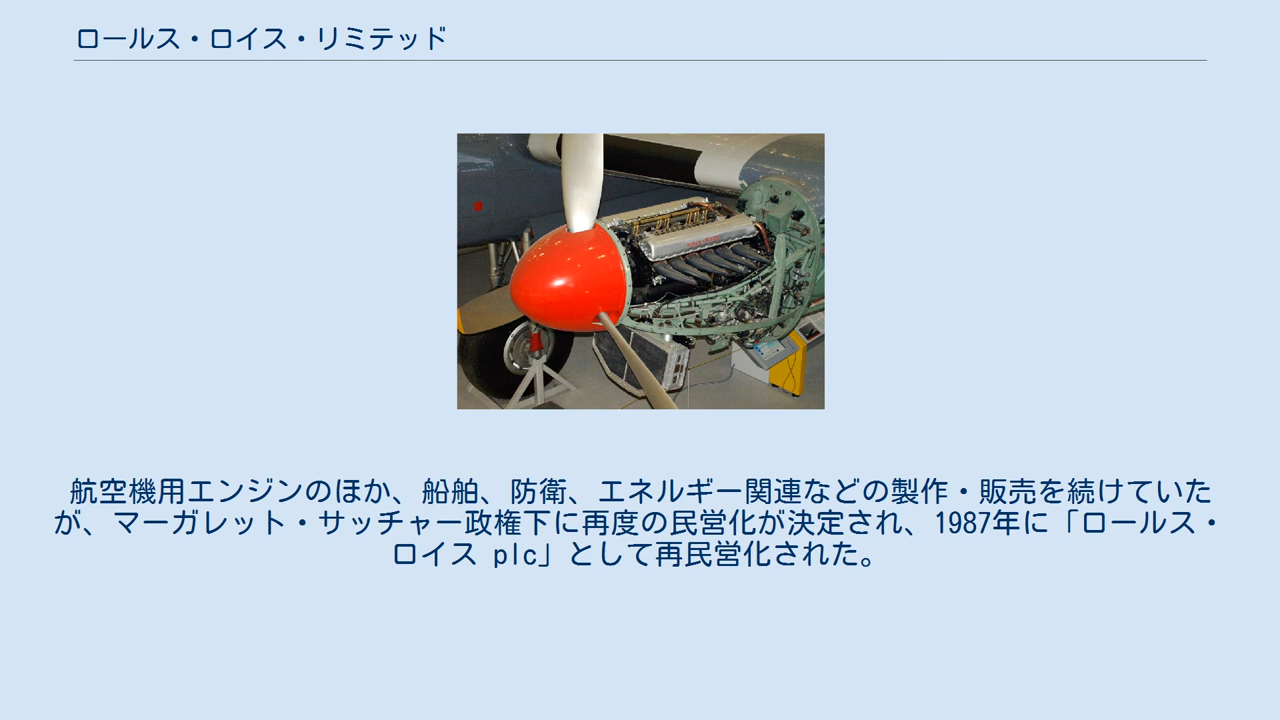 ロールス・ロイス・リミテッド
航空機用エンジンのほか、船舶、防衛、エネルギー関連などの製作・販売を続けていた
が、マーガレット・サッチャー政権下に再度の民営化が決定され、1987年に「ロールス・
ロイス plc」として再民営化された。